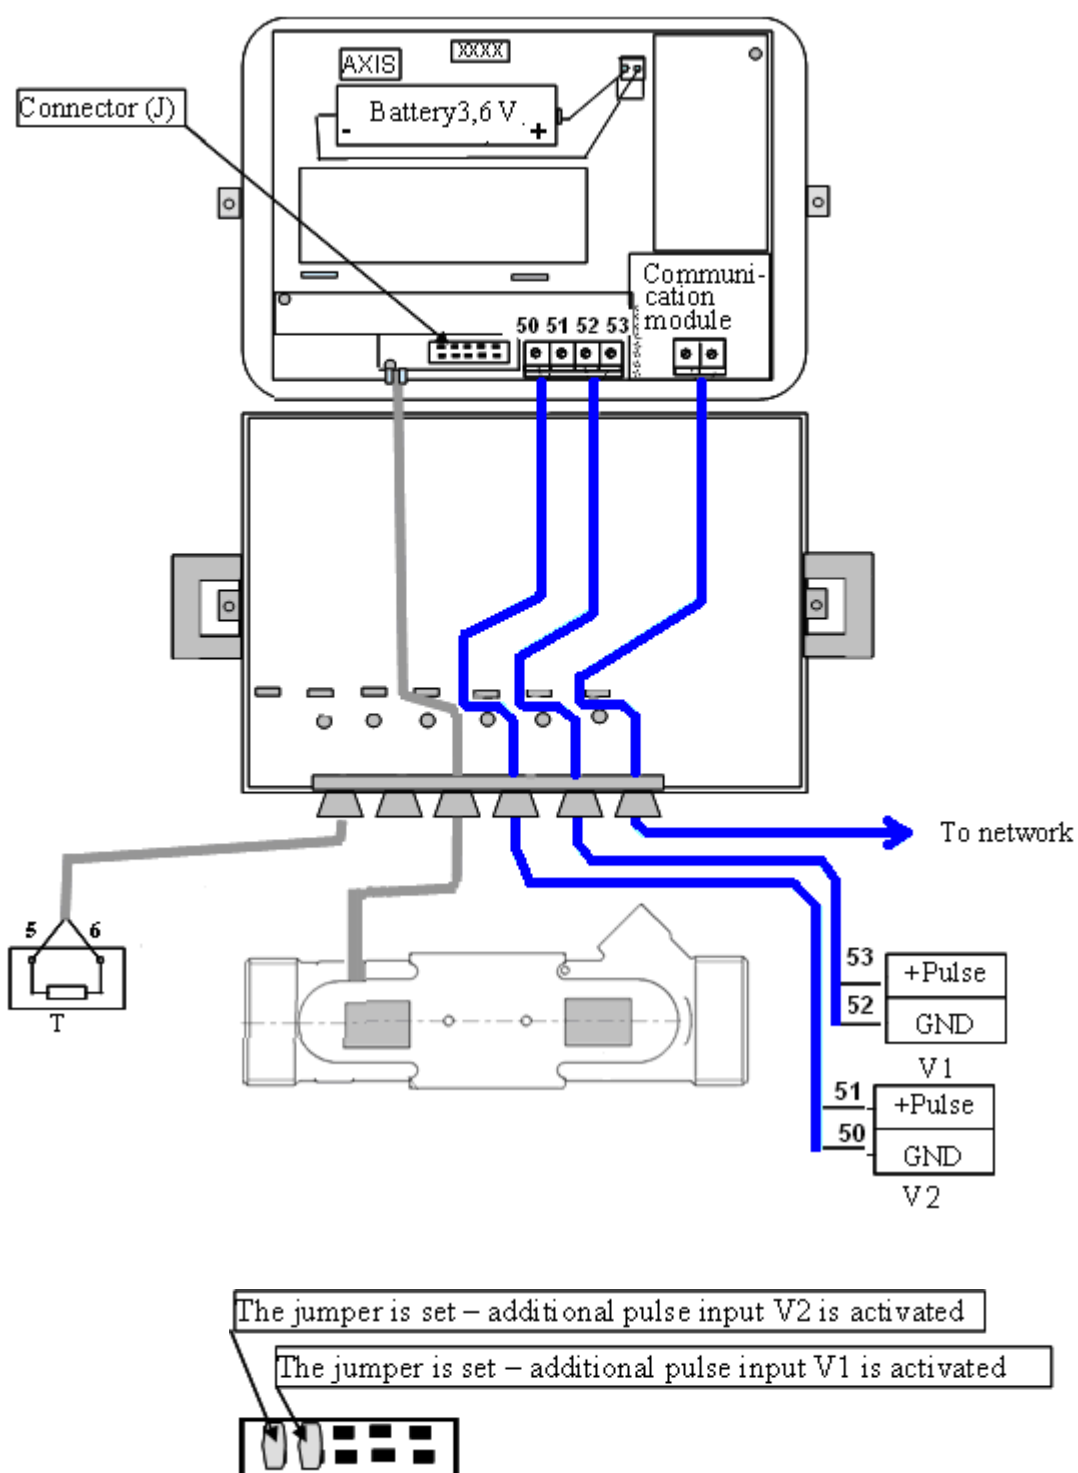 XXXX
AXIS
Connector (J)
Battery3,6 V
- +
Communi-
cation
module
50 51 52 53
To network
5 6
T
53 +Pulse
52 GND
V1
51 +Pulse
50 GND
V2
The jumper is set – additional pulse input V2 is activated
The jumper is set – additional pulse input V1 is activated